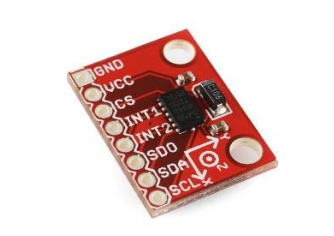 GND
VCC
CS
INT1
INT2
SDO
SDA
SCL
X
Y
Z